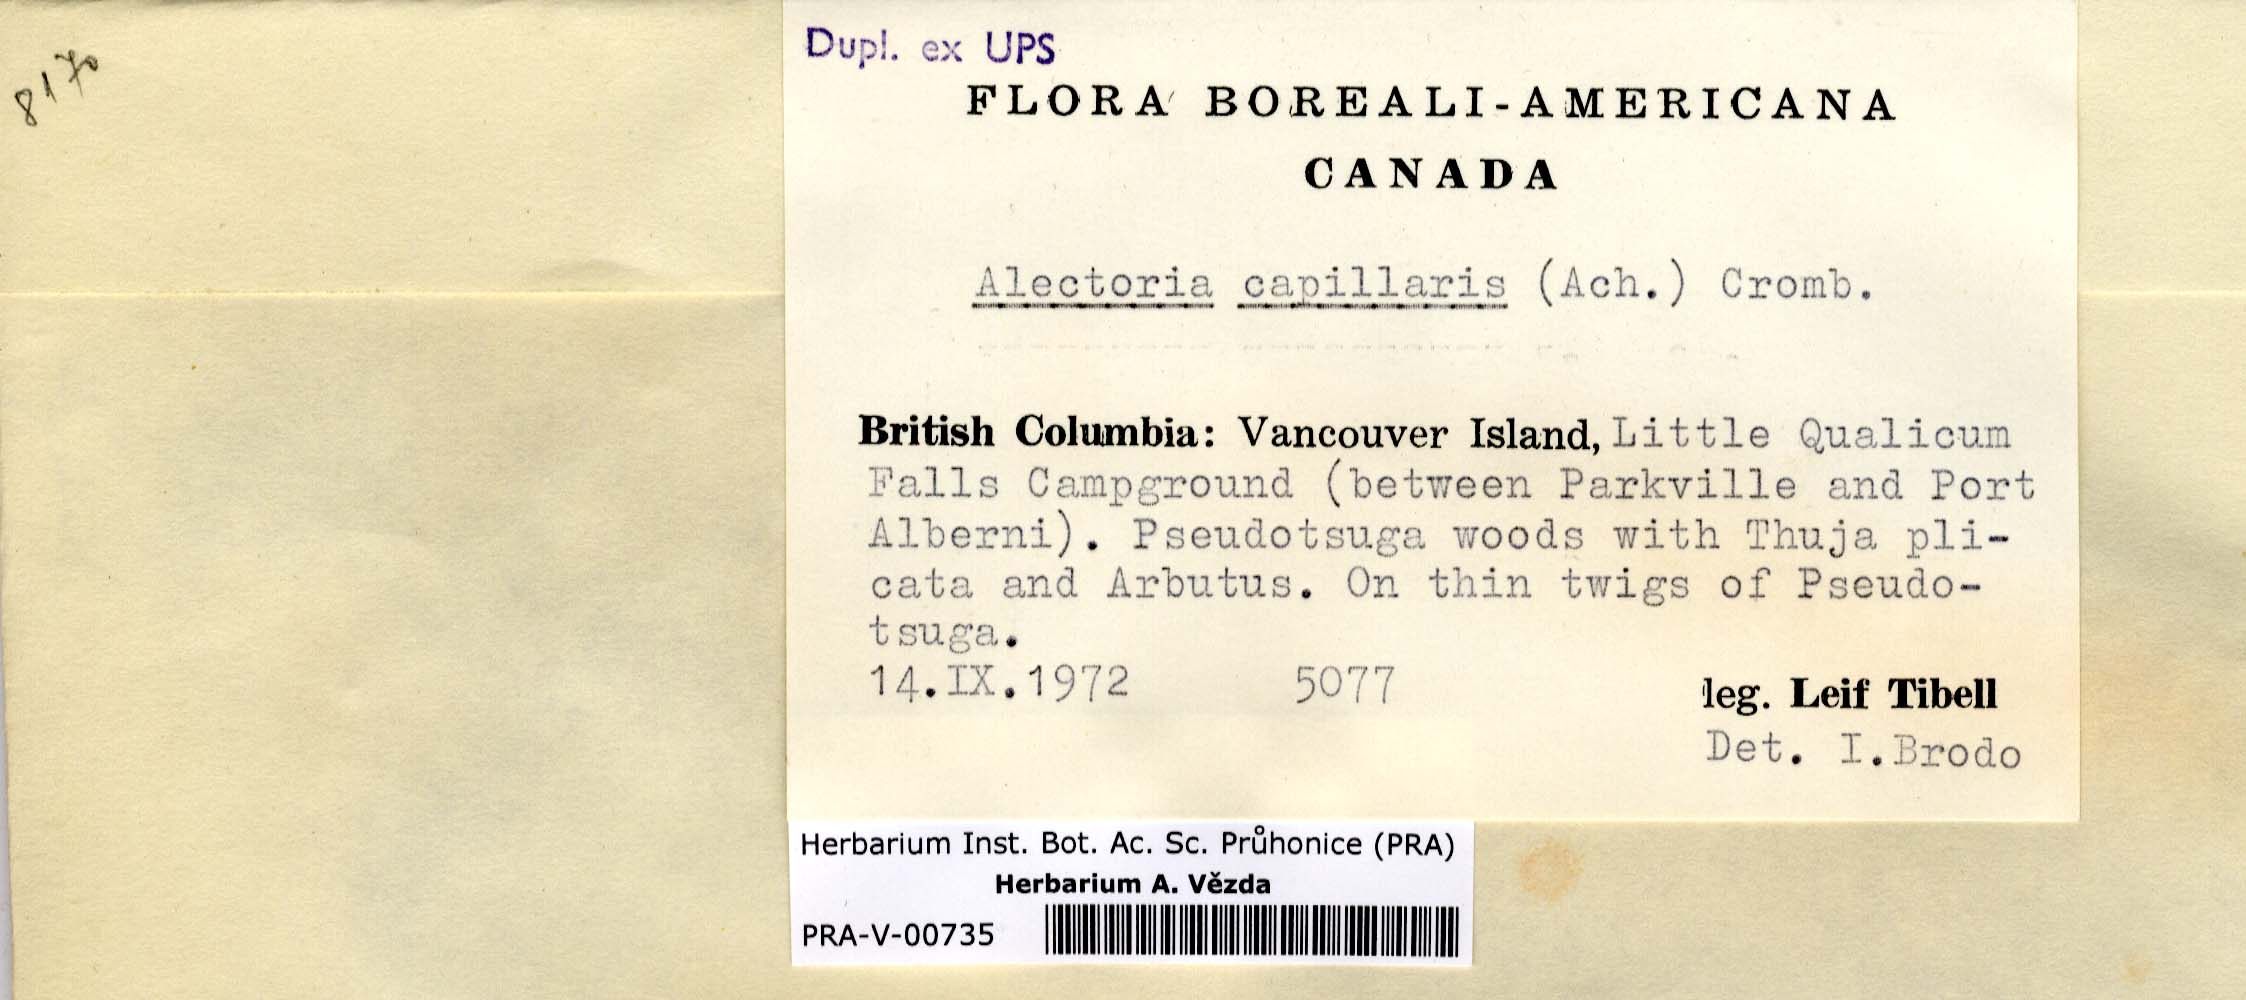 8170
Dupl. ex UPS
FLORA BOREALI-AMERICANA
CANADA
Alectoria capillaris (Ach.) Cromb.
British Columbia: Vancouver Island, Little Qualicum
Falls Campground (between Parkville and Port
Alberni). Pseudotsuga woods with Thuja pli-
cata and Arbutus. On thin twigs of Pseudo-
tsuga.
14.IX.1972 5077
leg. Leif Tibell
Det. I.Brodo
Herbarium Inst. Bot. Ac. Sc. Průhonice (PRA)
Herbarium A. Vězda
PRA-V-00735